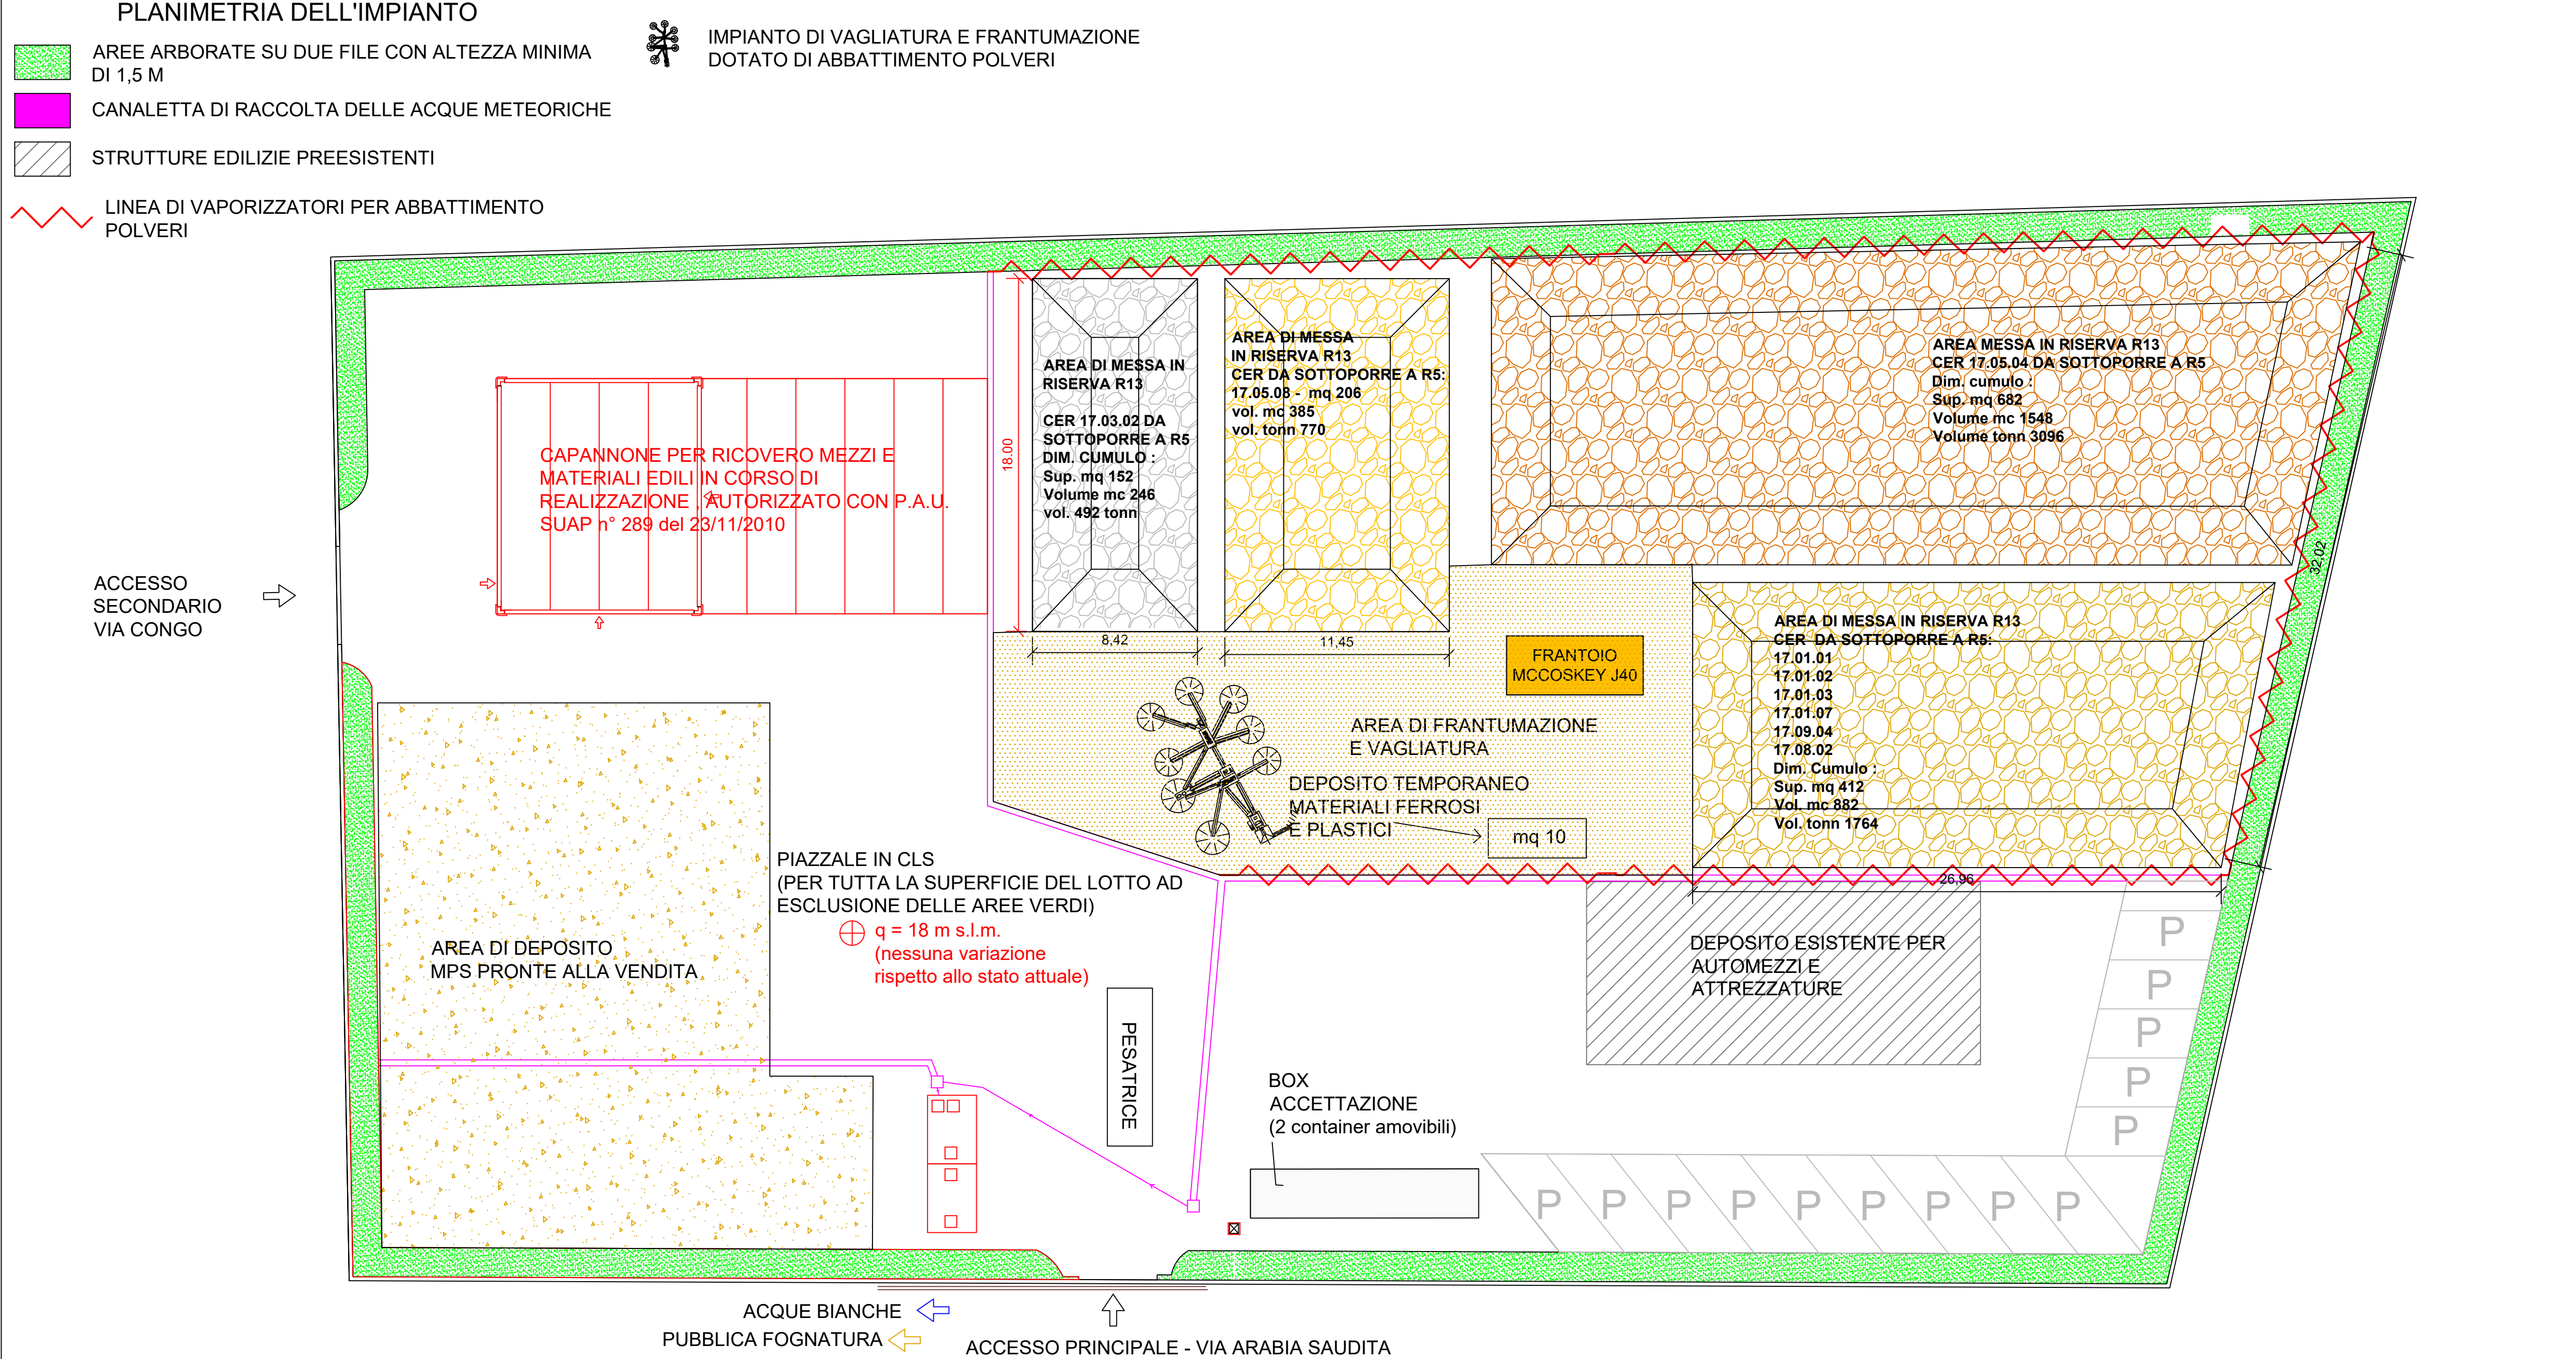 PLANIMETRIA DELL'IMPIANTO
AREE ARBORATE SU DUE FILE CON ALTEZZA MINIMA
DI 1,5 M
CANALETTA DI RACCOLTA DELLE ACQUE METEORICHE
STRUTTURE EDILIZIE PREESISTENTI
LINEA DI VAPORIZZATORI PER ABBATTIMENTO
POLVERI
IMPIANTO DI VAGLIATURA E FRANTUMAZIONE
DOTATO DI ABBATTIMENTO POLVERI
CAPANNONE PER RICOVERO MEZZI E
MATERIALI EDILI IN CORSO DI
REALIZZAZIONE , AUTORIZZATO CON P.A.U.
SUAP n° 289 del 23/11/2010
18.00
AREA DI MESSA IN
RISERVA R13
CER 17.03.02 DA
SOTTOPORRE A R5
DIM. CUMULO :
Sup. mq 152
Volume mc 246
vol. 492 tonn
8,42
AREA DI MESSA
IN RISERVA R13
CER DA SOTTOPORRE A R5:
17.05.08 - mq 206
vol. mc 385
vol. tonn 770
11,45
AREA MESSA IN RISERVA R13
CER 17.05.04 DA SOTTOPORRE A R5
Dim. cumulo :
Sup. mq 682
Volume mc 1548
Volume tonn 3096
32,02
AREA DI MESSA IN RISERVA R13
CER DA SOTTOPORRE A R5:
17.01.01
17.01.02
17.01.03
17.01.07
17.09.04
17.08.02
Dim. Cumulo :
Sup. mq 412
Vol. mc 882
Vol. tonn 1764
26,96
FRANTOIO
MCCOSKEY J40
AREA DI FRANTUMAZIONE
E VAGLIATURA
DEPOSITO TEMPORANEO
MATERIALI FERROSI
E PLASTICI
mq 10
ACCESSO
SECONDARIO
VIA CONGO
PIAZZALE IN CLS
(PER TUTTA LA SUPERFICIE DEL LOTTO AD
ESCLUSIONE DELLE AREE VERDI)
q = 18 m s.l.m.
(nessuna variazione
rispetto allo stato attuale)
AREA DI DEPOSITO
MPS PRONTE ALLA VENDITA
PESATRICE
DEPOSITO ESISTENTE PER
AUTOMEZZI E
ATTREZZATURE
BOX
ACCETTAZIONE
(2 container amovibili)
P
P
P
P
P
P P P P P P P P P
ACQUE BIANCHE
PUBBLICA FOGNATURA
ACCESSO PRINCIPALE - VIA ARABIA SAUDITA